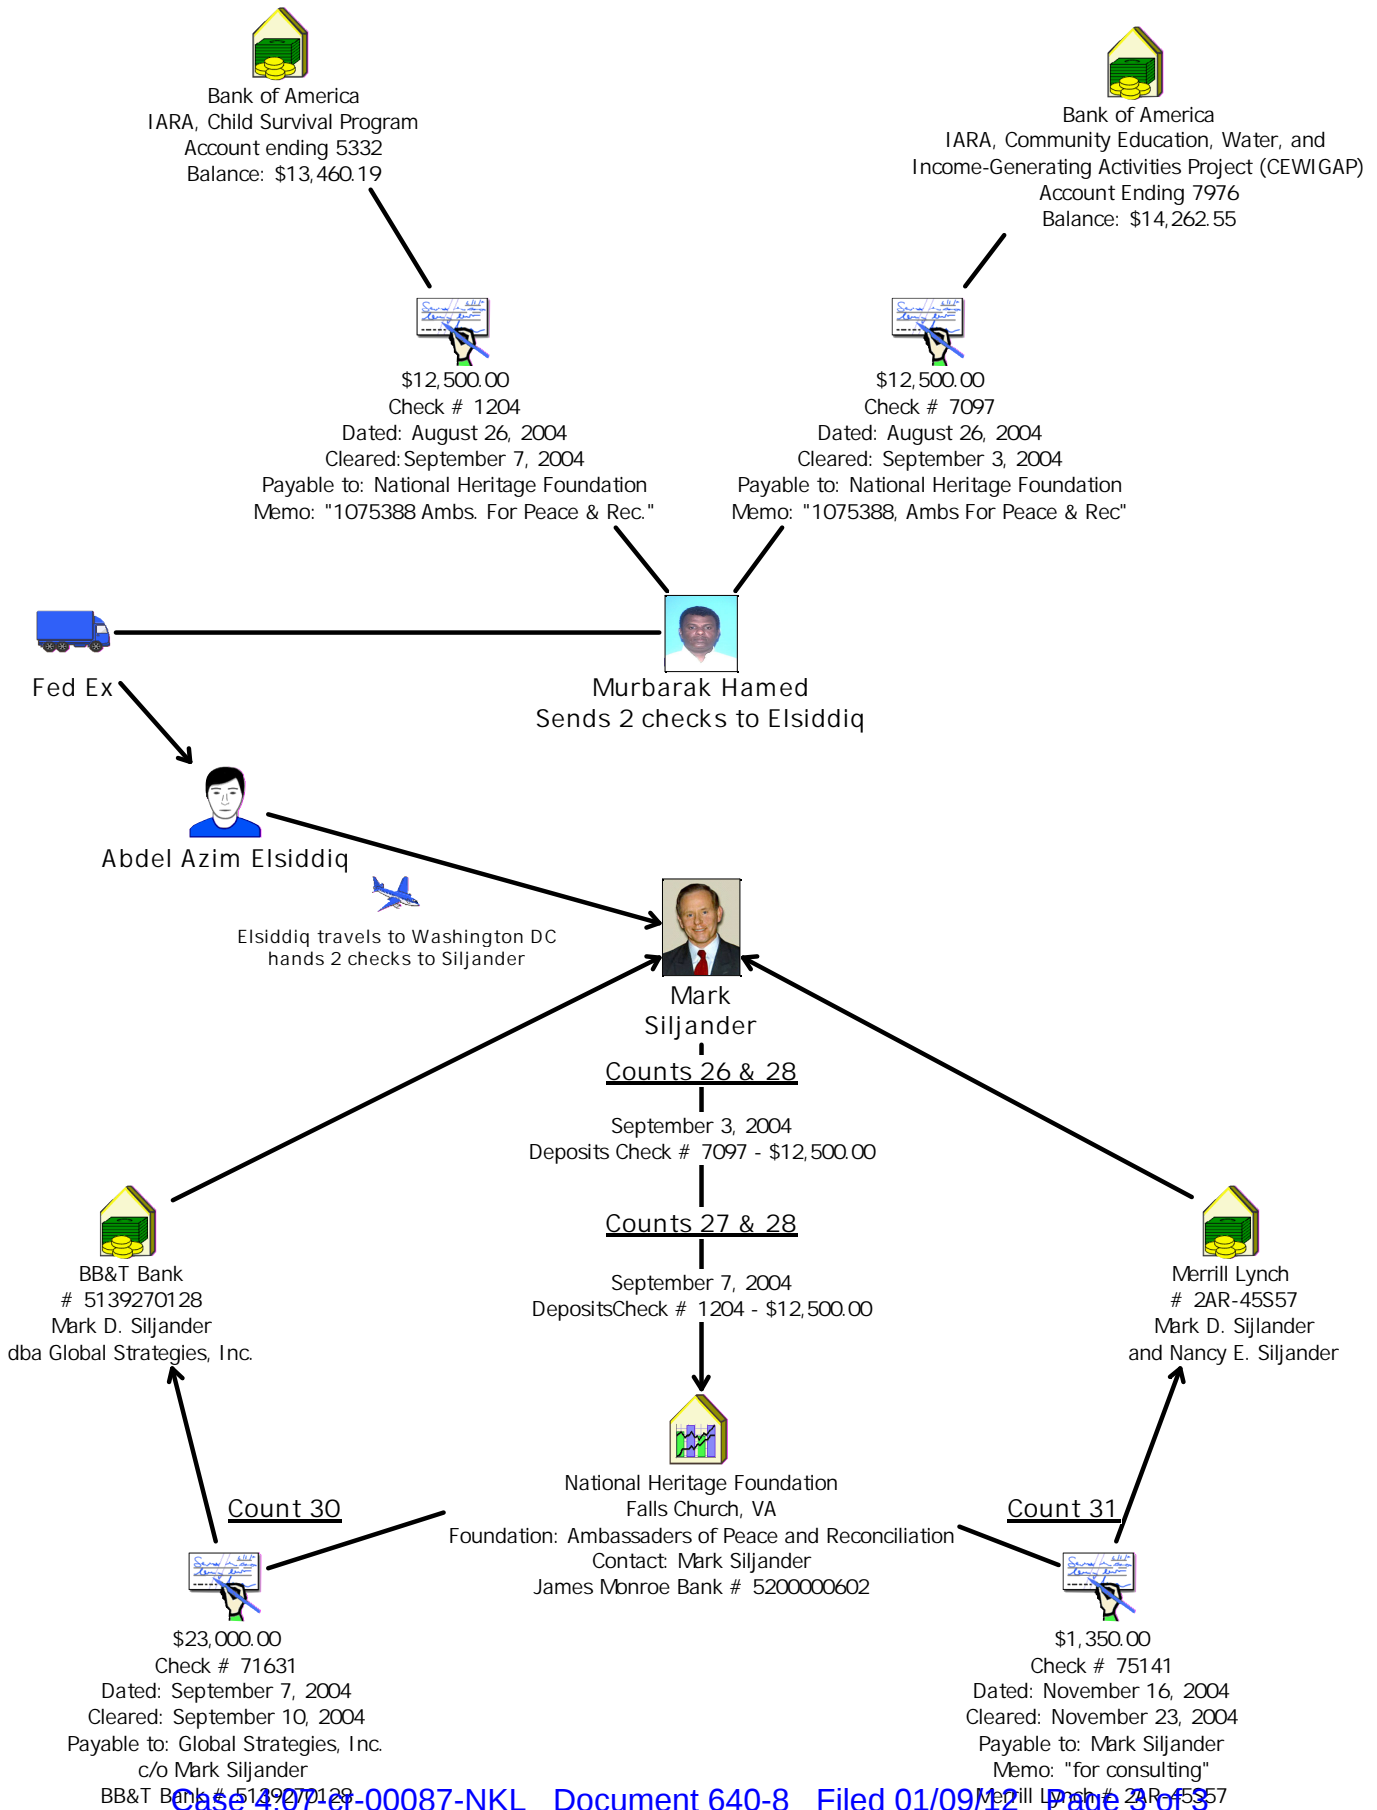 Bank of America
IARA, Child Survival Program
Account ending 5332
Balance: $13,460.19
Bank of America
IARA, Community Education, Water, and
Income-Generating Activities Project (CEWIGAP)
Account Ending 7976
Balance: $14,262.55
$12,500.00
Check # 1204
Dated: August 26, 2004
Cleared:September 7, 2004
Payable to: National Heritage Foundation
Memo: "1075388 Ambs. For Peace & Rec."
$12,500.00
Check # 7097
Dated: August 26, 2004
Cleared: September 3, 2004
Payable to: National Heritage Foundation
Memo: "1075388, Ambs For Peace & Rec"
Fed Ex
Murbarak Hamed
Sends 2 checks to Elsiddiq
Abdel Azim Elsiddiq
Elsiddiq travels to Washington DC
hands 2 checks to Siljander
Mark
Siljander
Counts 26 & 28
September 3, 2004
Deposits Check # 7097 - $12,500.00
Counts 27 & 28
September 7, 2004
DepositsCheck # 1204 - $12,500.00
BB&T Bank
# 5139270128
Mark D. Siljander
dba Global Strategies, Inc.
Merrill Lynch
# 2AR-45S57
Mark D. Sijlander
and Nancy E. Siljander
National Heritage Foundation
Falls Church, VA
Foundation: Ambassaders of Peace and Reconciliation
Contact: Mark Siljander
James Monroe Bank # 5200000602
Count 30
Count 31
$23,000.00
Check # 71631
Dated: September 7, 2004
Cleared: September 10, 2004
Payable to: Global Strategies, Inc.
c/o Mark Siljander
BB&T Bank # 5139270128
$1,350.00
Check # 75141
Dated: November 16, 2004
Cleared: November 23, 2004
Payable to: Mark Siljander
Memo: "for consulting"
Merrill Lynch # 2AR-45S57
Case 4:07-cr-00087-NKL Document 640-8 Filed 01/09/12 Page 3 of 3